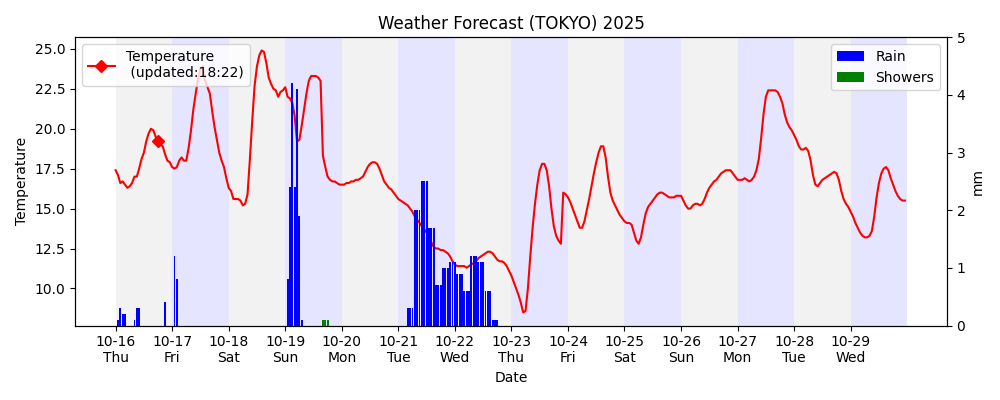 Weather Forecast (TOKYO) 2025
Temperature
(updated:18:22)
Rain
Showers
Temperature
25.0
22.5
20.0
17.5
15.0
12.5
10.0
5
4
3
2
1
0
mm
10-16 10-17 10-18 10-19 10-20 10-21 10-22 10-23 10-24 10-25 10-26 10-27 10-28 10-29
Thu Fri Sat Sun Mon Tue Wed Thu Fri Sat Sun Mon Tue Wed
Date